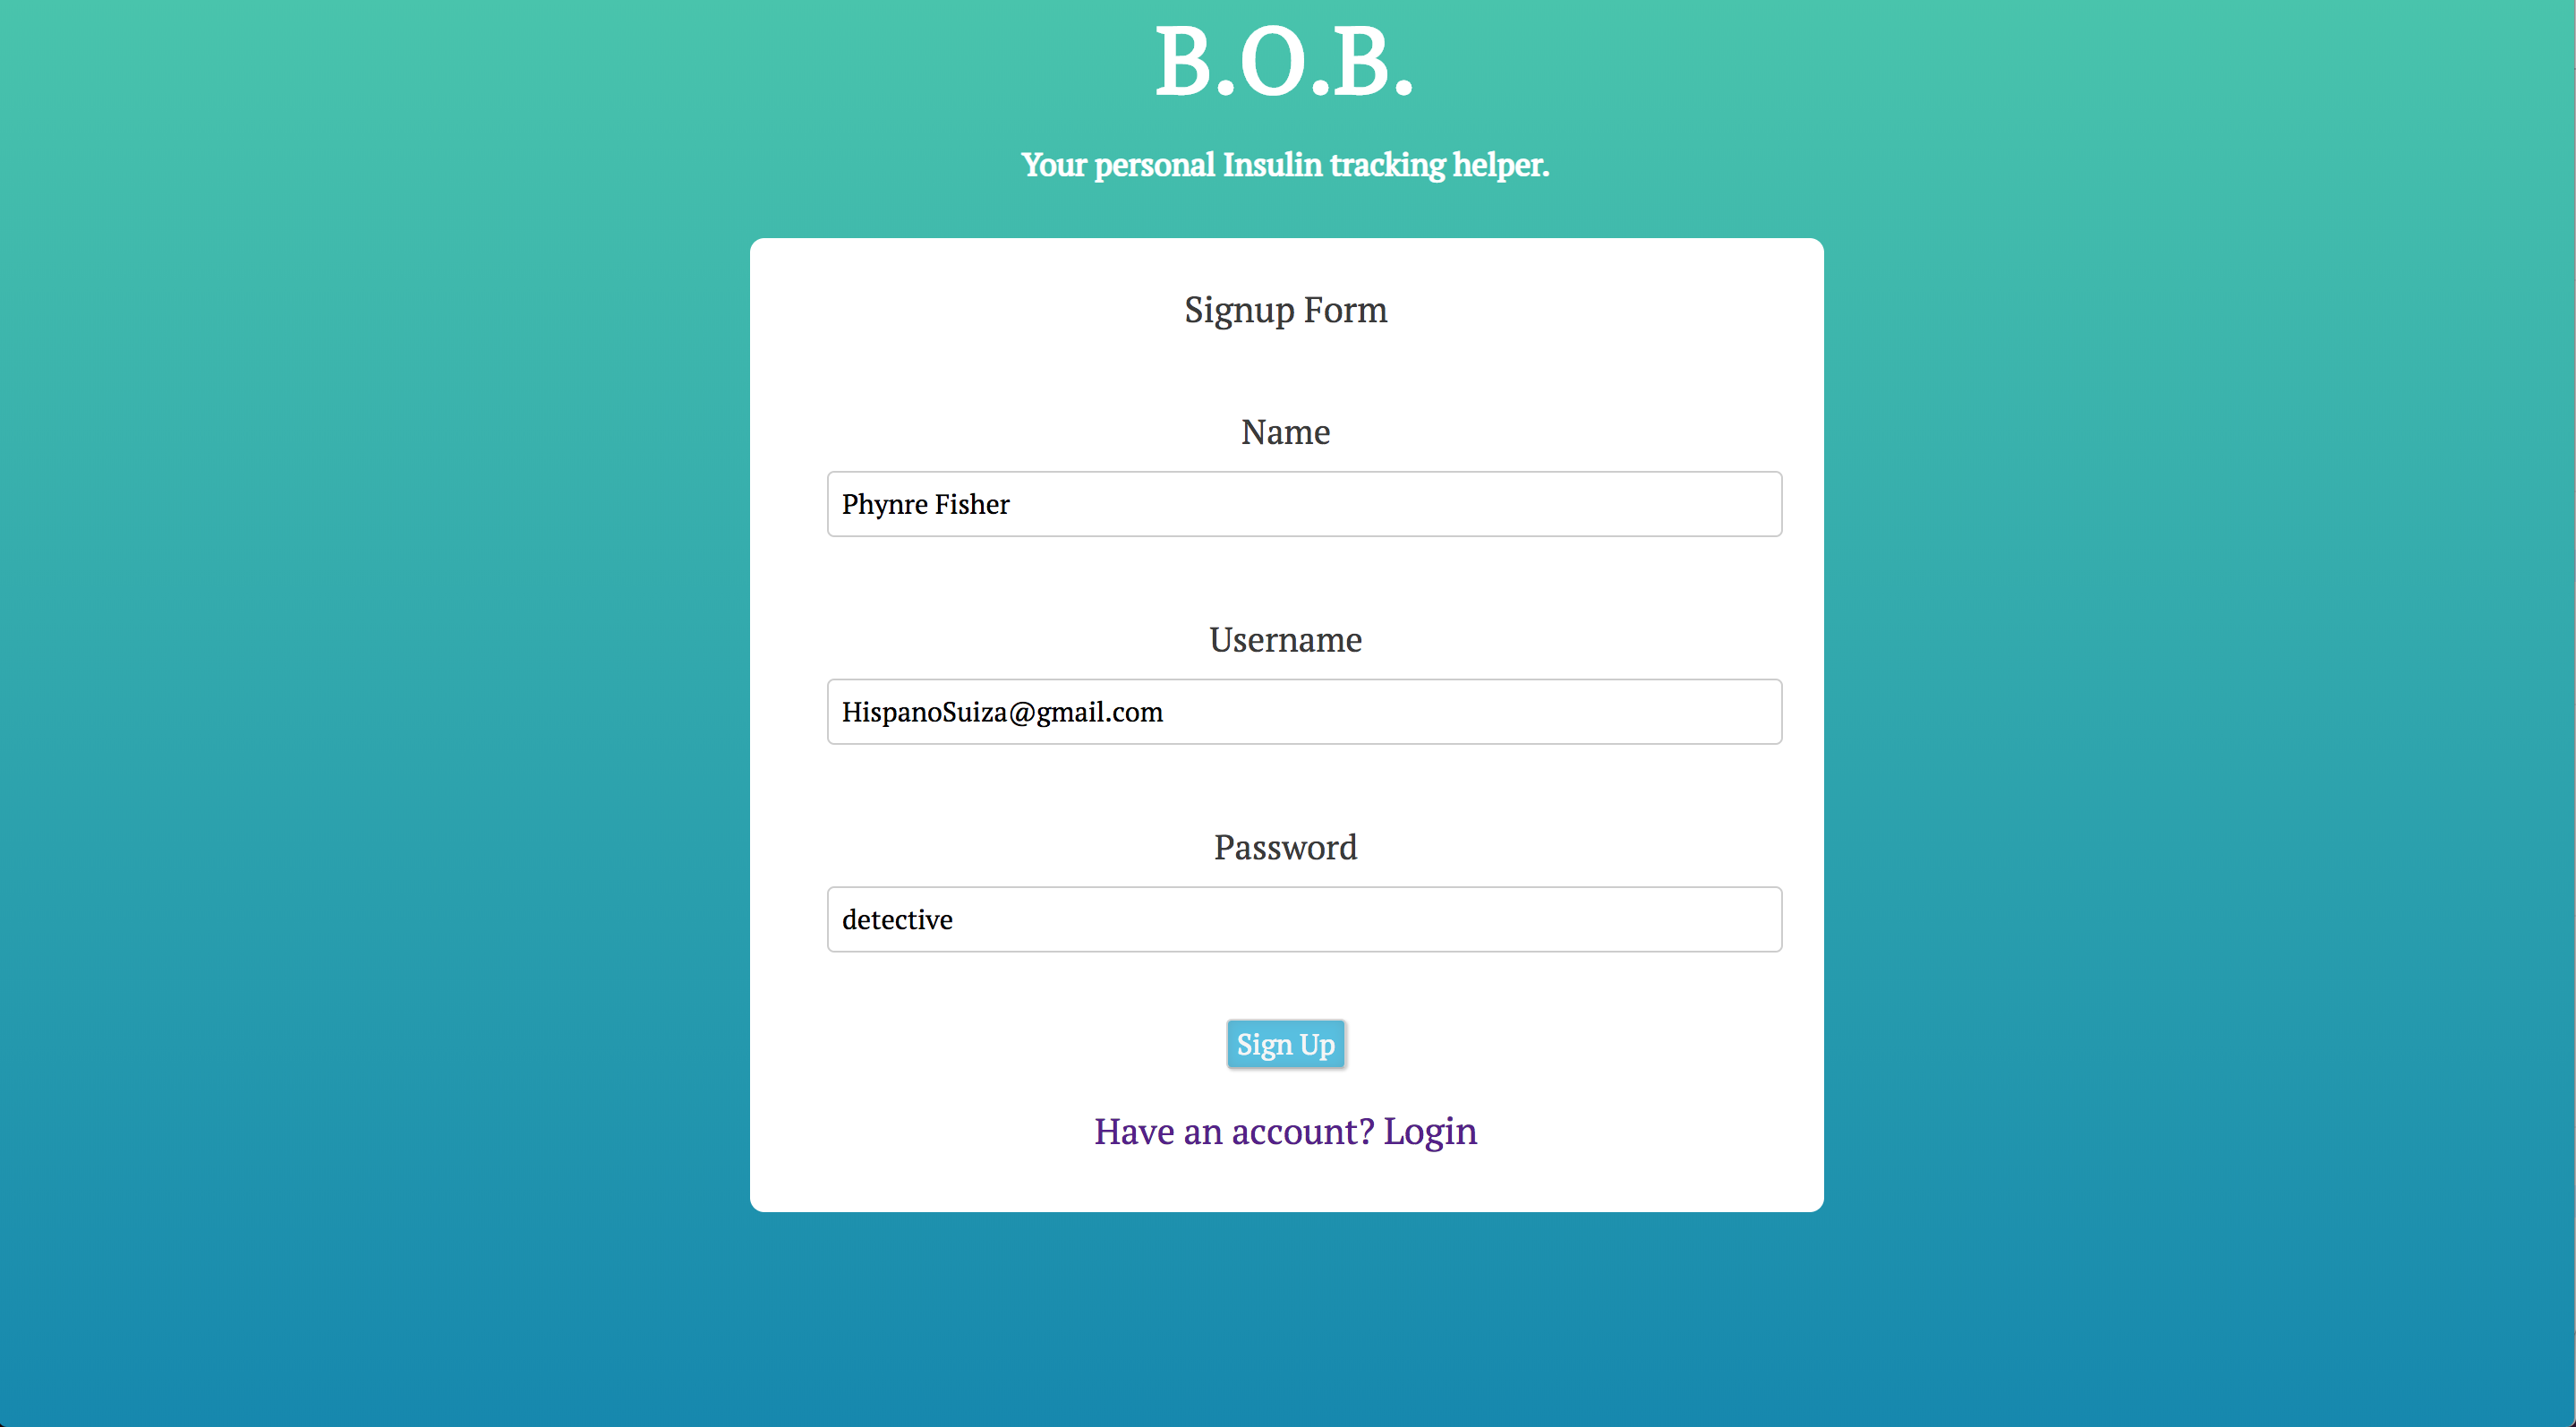 B.O.B.
Your personal Insulin tracking helper.
Signup Form
Name
Phynre Fisher
Username
HispanoSuiza@gmail.com
Password
detective
Sign Up
Have an account? Login